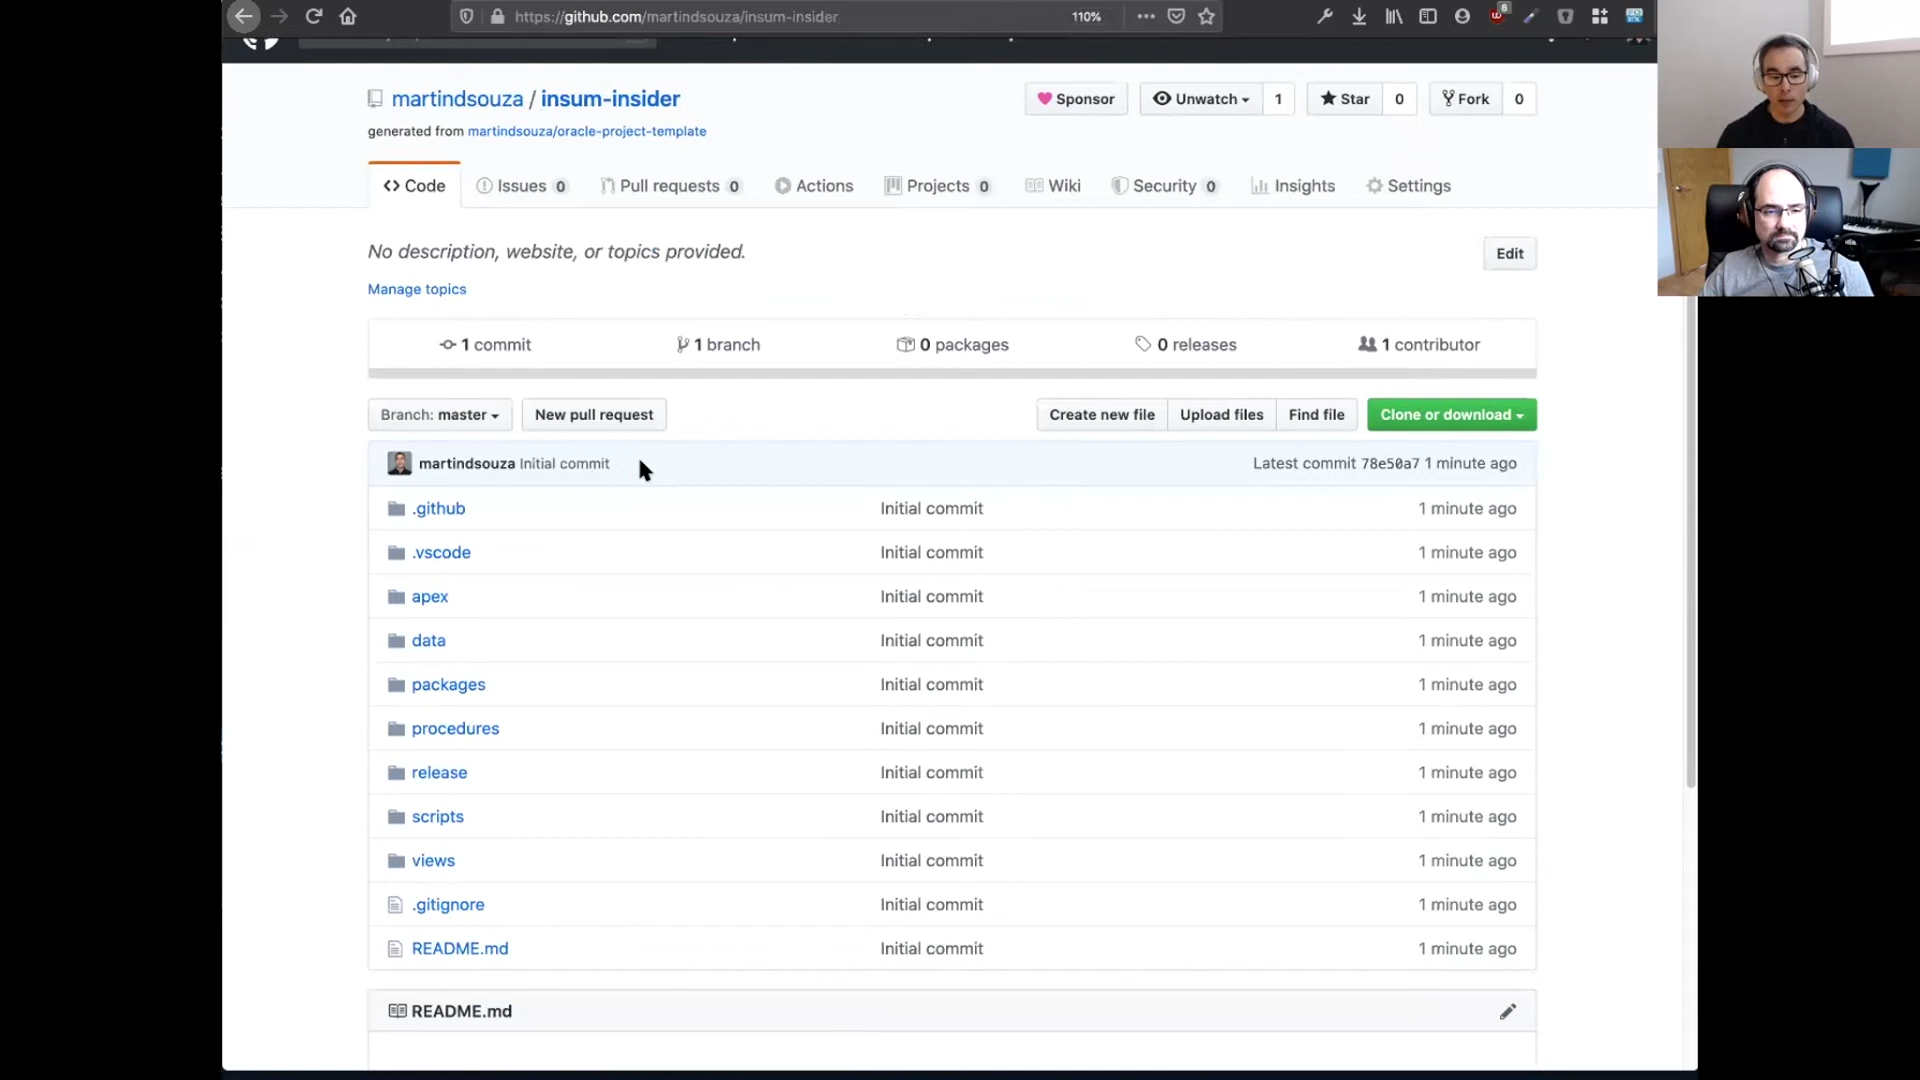 https://github.com/martindsouza/insum-insider 110% 8
martindsouza / insum-insider Sponsor Unwatch 1 Star 0 Fork 0
generated from martindsouza/oracle-project-template
Code Issues 0 Pull requests 0 Actions Projects 0 Wiki Security 0 Insights Settings
No description, website, or topics provided. Edit
Manage topics
1 commit 1 branch 0 packages 0 releases 1 contributor
Branch: master New pull request Create new file Upload files Find file Clone or download
martindsouza Initial commit Latest commit 78e50a7 1 minute ago
.github Initial commit 1 minute ago
.vscode Initial commit 1 minute ago
apex Initial commit 1 minute ago
data Initial commit 1 minute ago
packages Initial commit 1 minute ago
procedures Initial commit 1 minute ago
release Initial commit 1 minute ago
scripts Initial commit 1 minute ago
views Initial commit 1 minute ago
.gitignore Initial commit 1 minute ago
README.md Initial commit 1 minute ago
README.md